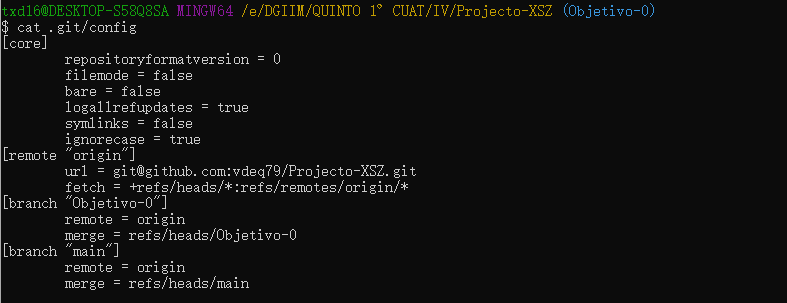 txd16@DESKTOP-S58Q8SA MINGW64 /e/DGIIM/QUINTO 1º CUAT/IV/Projecto-XSZ (Objetivo-0)
$ cat .git/config
[core]
        repositoryformatversion = 0
        filemode = false
        bare = false
        logallrefupdates = true
        symlinks = false
        ignorecase = true
[remote "origin"]
        url = git@github.com:vdeq79/Projecto-XSZ.git
        fetch = +refs/heads/*:refs/remotes/origin/*
[branch "Objetivo-0"]
        remote = origin
        merge = refs/heads/Objetivo-0
[branch "main"]
        remote = origin
        merge = refs/heads/main